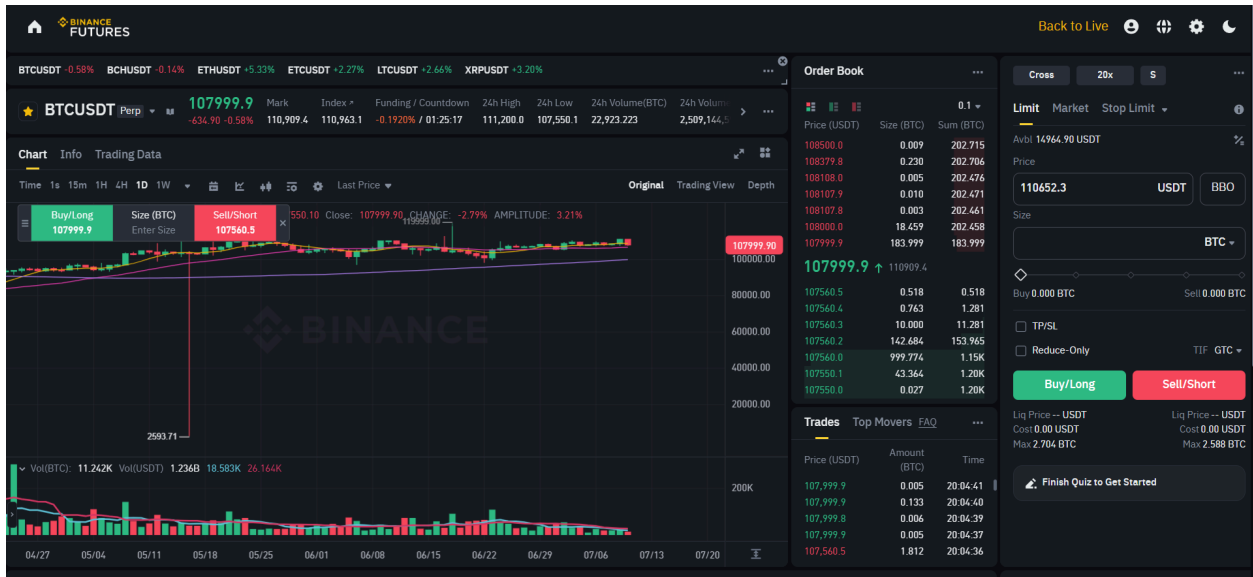 BINANCE
FUTURES
Back to Live
BTCUSDT -0.58% BCHUSDT -0.14% ETHUSDT +5.33% ETCUSDT +2.27% LTCUSDT +2.66% XRPUSDT +3.20%
BTCUSDT Perp
107999.9
-634.90 -0.58%
Mark
110,909.4
Index
110,963.1
Funding / Countdown
-0.1920% / 01:25:17
24h High
111,200.0
24h Low
107,550.1
24h Volume(BTC)
22,923.223
24h Volum
2,509,144,5
Chart Info Trading Data
Time 1s 15m 1H 4H 1D 1W
Last Price
Original Trading View Depth
Buy/Long
107999.9
Size (BTC)
Enter Size
Sell/Short
107560.5
550.10 Close: 107999.90 CHANGE: -2.79% AMPLITUDE: 3.21%
119999.00
107999.90
100000.00
80000.00
60000.00
40000.00
20000.00
BINANCE
2593.71
Vol(BTC): 11.242K Vol(USDT) 1.236B 18.583K 26.164K
200K
04/27 05/04 05/11 05/18 05/25 06/01 06/08 06/15 06/22 06/29 07/06 07/13 07/20
Order Book
0.1
Price (USDT) Size (BTC) Sum (BTC)
108500.0 0.009 202.715
108379.8 0.230 202.706
108108.0 0.005 202.476
108107.9 0.010 202.471
108107.8 0.003 202.461
108000.0 18.459 202.458
107999.9 183.999 183.999
107999.9 ↑ 110909.4
107560.5 0.518 0.518
107560.4 0.763 1.281
107560.3 10.000 11.281
107560.2 142.684 153.965
107560.0 999.774 1.15K
107550.1 43.364 1.20K
107550.0 0.027 1.20K
Trades Top Movers FAQ
Price (USDT) Amount (BTC) Time
107,999.9 0.005 20:04:41
107,999.9 0.133 20:04:40
107,999.8 0.006 20:04:39
107,999.9 0.005 20:04:37
107,560.5 1.812 20:04:36
Cross 20x S
Limit Market Stop Limit
Avbl 14964.90 USDT
Price
110652.3 USDT BBO
Size
BTC
Buy 0.000 BTC Sell 0.000 BTC
TP/SL
Reduce-Only TIF GTC
Buy/Long Sell/Short
Liq Price -- USDT Liq Price -- USDT
Cost 0.00 USDT Cost 0.00 USDT
Max 2.704 BTC Max 2.588 BTC
Finish Quiz to Get Started